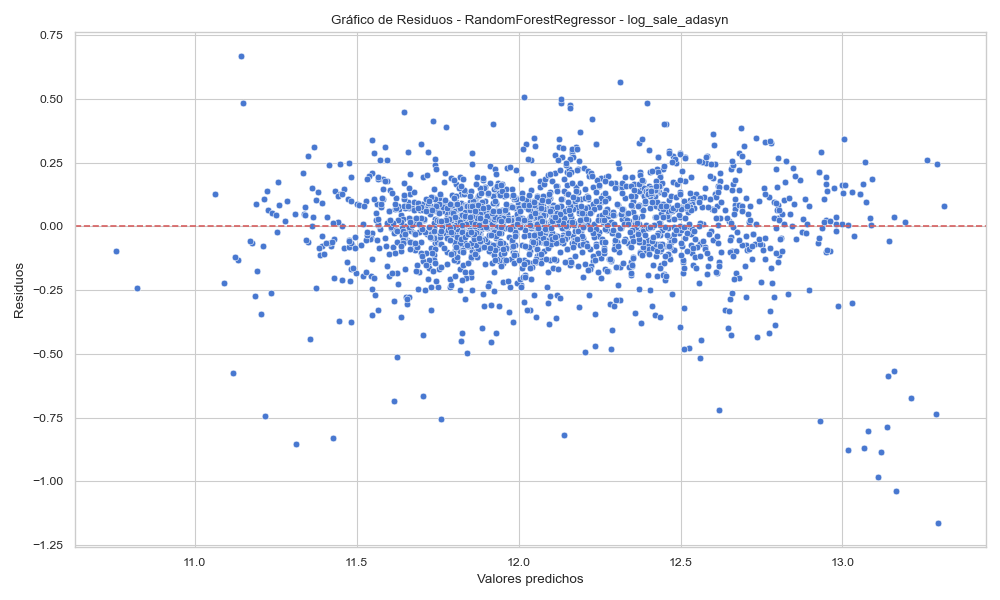 Gráfico de Residuos - RandomForestRegressor - log_sale_adasyn
0.75
0.50
0.25
0.00
−0.25
−0.50
−0.75
−1.00
−1.25
Residuos
11.0 11.5 12.0 12.5 13.0
Valores predichos